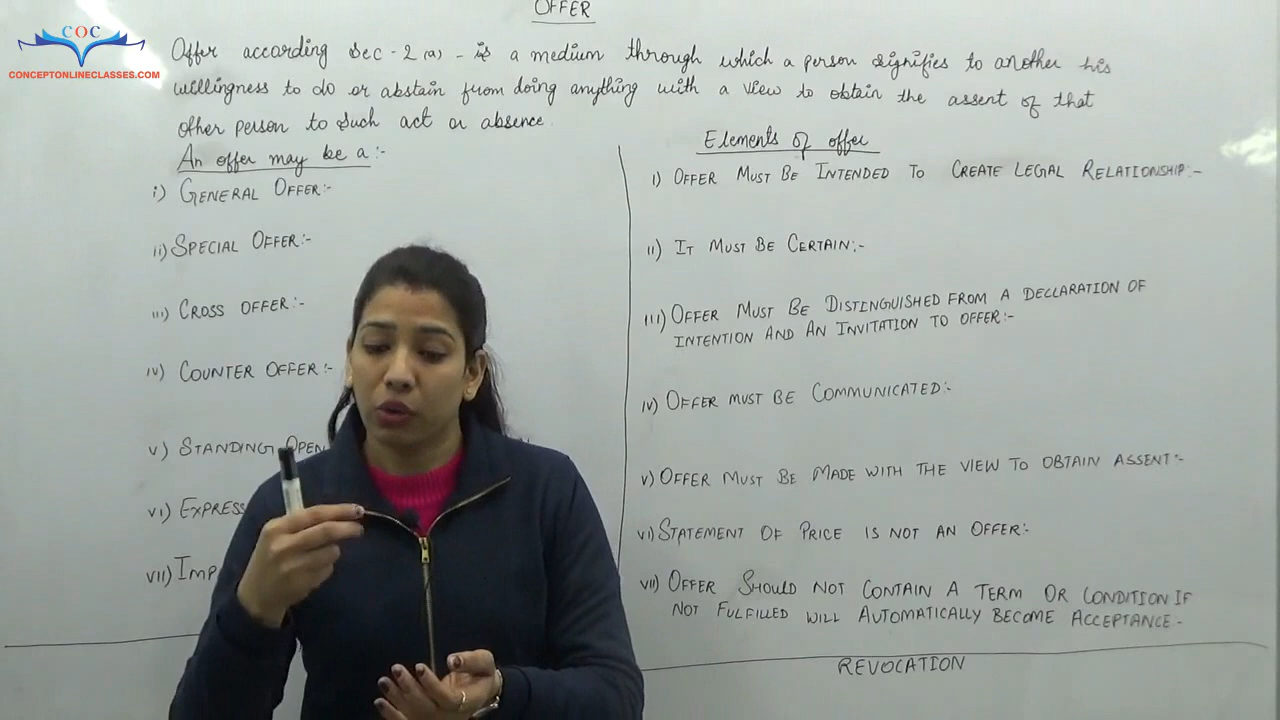 OFFER
COC
CONCEPTONLINECLASSES.COM
Offer according Sec - 2 (a) - is a medium through which a person signifies to another his
willingness to do or abstain from doing anything with a view to obtain the assent of that
other person to such act or absence
An offer may be a :-
i) GENERAL OFFER:-
ii) SPECIAL OFFER:-
iii) CROSS OFFER:-
iv) COUNTER OFFER:-
v) STANDING OPEN
vi) EXPRESS
vii) IMP
Elements of offer
I) OFFER MUST BE INTENDED TO CREATE LEGAL RELATIONSHIP:-
II) IT MUST BE CERTAIN:-
III) OFFER MUST BE DISTINGUISHED FROM A DECLARATION OF
INTENTION AND AN INVITATION TO OFFER:-
IV) OFFER MUST BE COMMUNICATED:-
V) OFFER MUST BE MADE WITH THE VIEW TO OBTAIN ASSENT:-
VI) STATEMENT OF PRICE IS NOT AN OFFER:-
VII) OFFER SHOULD NOT CONTAIN A TERM OR CONDITION IF
NOT FULFILLED WILL AUTOMATICALLY BECOME ACCEPTANCE -
REVOCATION